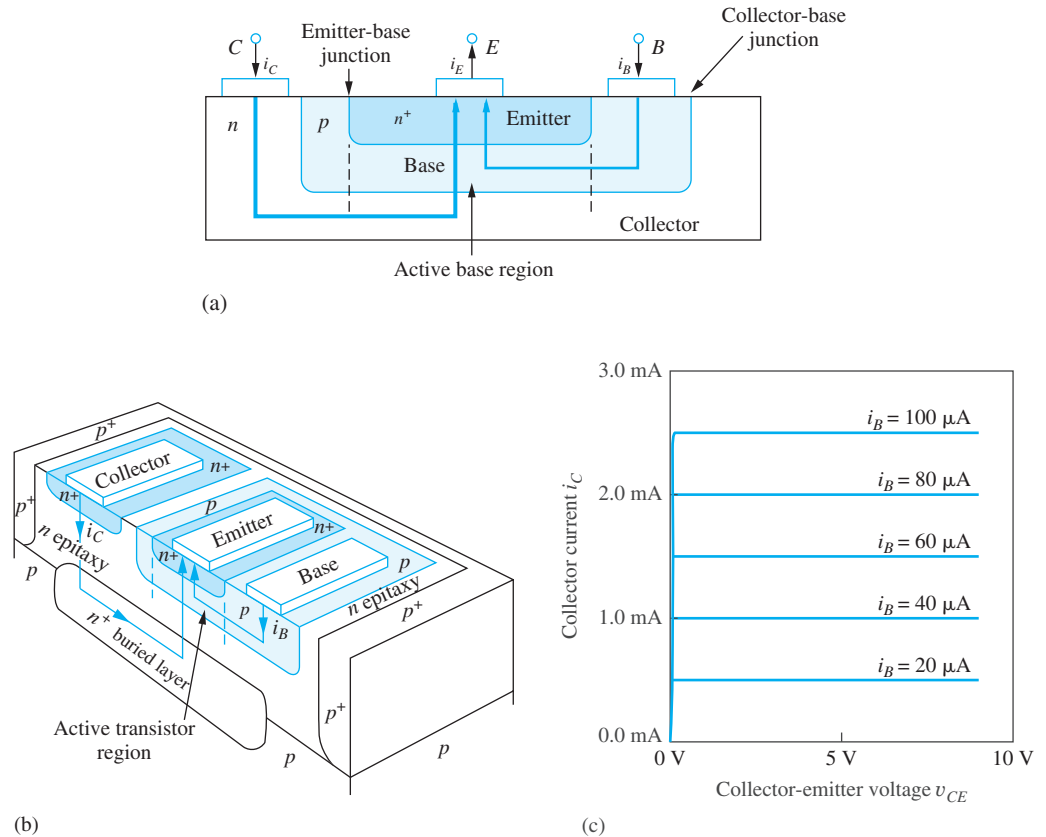 Emitter-base
junction
Collector-base
junction
C
E
B
i_C
i_E
i_B
n
p
n⁺
Emitter
Base
Collector
Active base region
(a)
p⁺
Collector
n+
n+
p⁺
i_C
p
Emitter
n+
n+
n epitaxy
p
Base
p
n epitaxy
p
i_B
p⁺
n⁺ buried layer
Active transistor
region
p
p⁺
p
(b)
3.0 mA
i_B = 100 μA
2.0 mA
i_B = 80 μA
i_B = 60 μA
1.0 mA
i_B = 40 μA
i_B = 20 μA
0.0 mA
0 V
5 V
10 V
Collector current i_C
Collector-emitter voltage v_CE
(c)